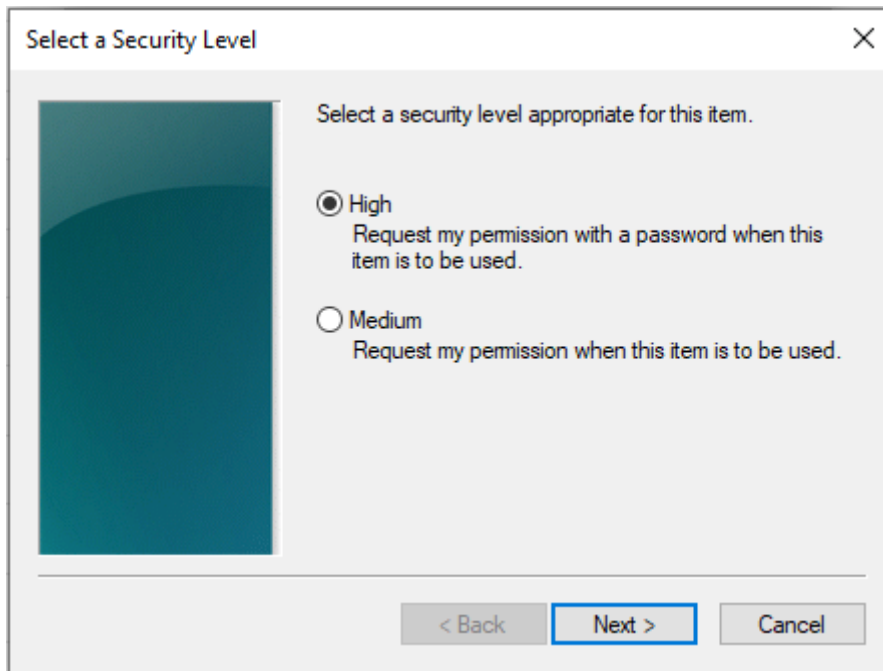 Select a Security Level
Select a security level appropriate for this item.
High
Request my permission with a password when this
item is to be used.
Medium
Request my permission when this item is to be used.
< Back
Next >
Cancel